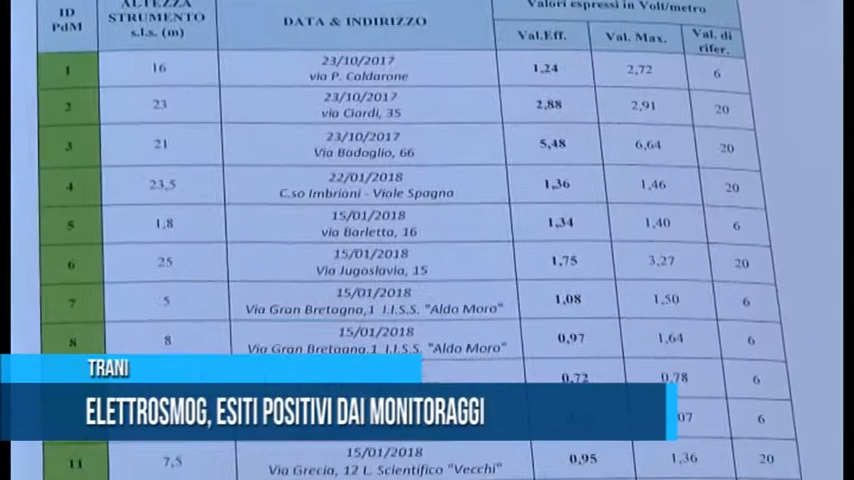 ID
PdM
ALTEZZA
STRUMENTO
s.l.s. (m)
DATA & INDIRIZZO
Valori espressi in Volt/metro
Val.Eff.
Val. Max.
Val. di
rifer.
1
16
23/10/2017
via P. Caldarone
1,24
2,72
6
2
23
23/10/2017
via Ciardi, 35
2,88
2,91
20
3
21
23/10/2017
Via Badoglio, 66
5,48
6,64
20
4
23,5
22/01/2018
C.so Imbriani - Viale Spagna
1,36
1,46
20
5
1,8
15/01/2018
via Barletta, 16
1,34
1,40
6
6
25
15/01/2018
Via Jugoslavia, 15
1,75
3,27
20
7
5
15/01/2018
Via Gran Bretagna,1 I.I.S.S. "Aldo Moro"
1,08
1,50
6
8
8
15/01/2018
Via Gran Bretagna,1 I.I.S.S. "Aldo Moro"
0,97
1,64
6
TRANI
0,72
0,78
6
ELETTROSMOG, ESITI POSITIVI DAI MONITORAGGI
6
11
7,5
15/01/2018
Via Grecia, 12 L. Scientifico "Vecchi"
0,95
1,36
20